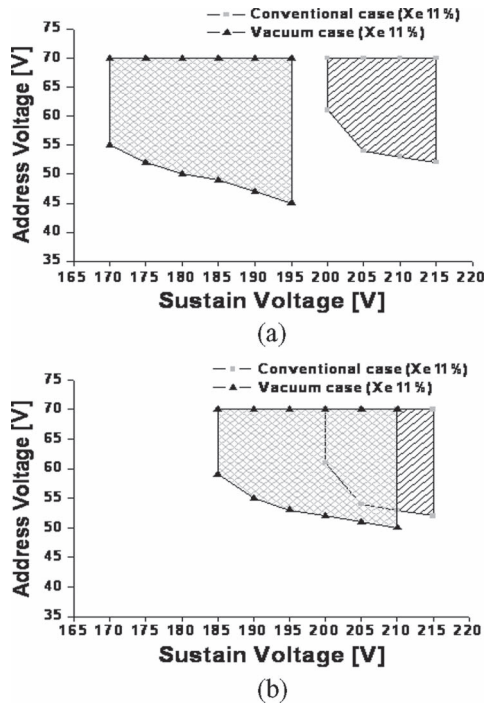 Conventional case (Xe 11%)
Vacuum case (Xe 11%)
Address Voltage [V]
70
65
60
55
50
45
40
35
165 170 175 180 185 190 195 200 205 210 215 220
Sustain Voltage [V]
(a)
Conventional case (Xe 11%)
Vacuum case (Xe 11%)
Address Voltage [V]
70
65
60
55
50
45
40
35
165 170 175 180 185 190 195 200 205 210 215 220
Sustain Voltage [V]
(b)